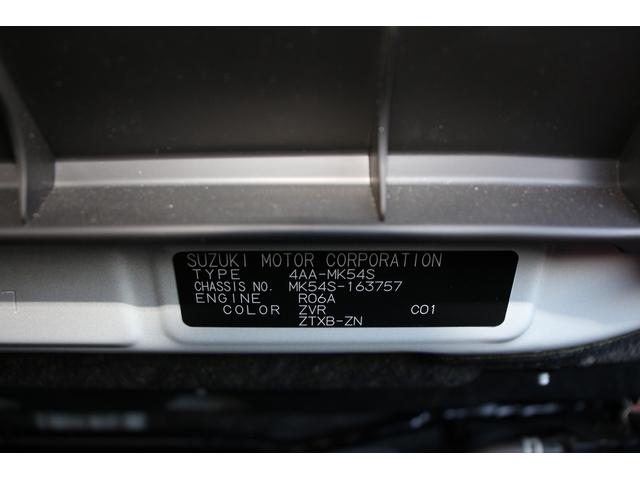 SUZUKI MOTOR CORPORATION
TYPE 4AA-MK54S
CHASSIS NO. MK54S-163757
ENGINE R06A
COLOR ZVR C01
ZTXB-ZN